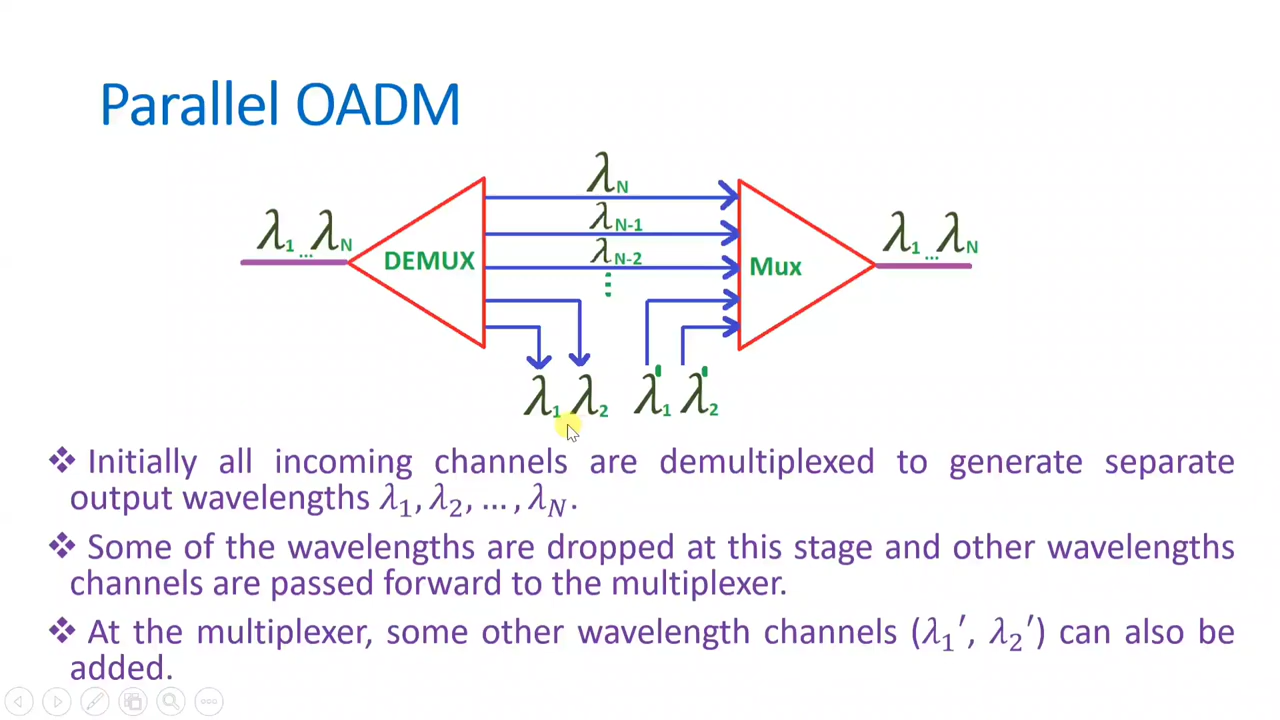 Parallel OADM
λN
λN-1
λN-2
⋮
λ1...λN
DEMUX
Mux
λ1...λN
λ1 λ2 λ'1 λ'2
❖ Initially all incoming channels are demultiplexed to generate separate
output wavelengths λ1, λ2, ... , λN.
❖ Some of the wavelengths are dropped at this stage and other wavelengths
channels are passed forward to the multiplexer.
❖ At the multiplexer, some other wavelength channels (λ1′, λ2′) can also be
added.